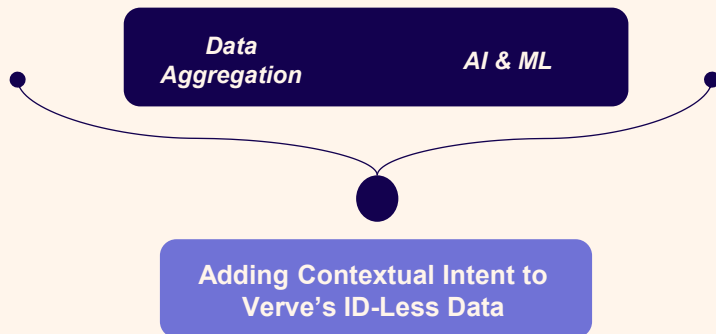 Data
Aggregation
AI & ML
Adding Contextual Intent to
Verve's ID-Less Data